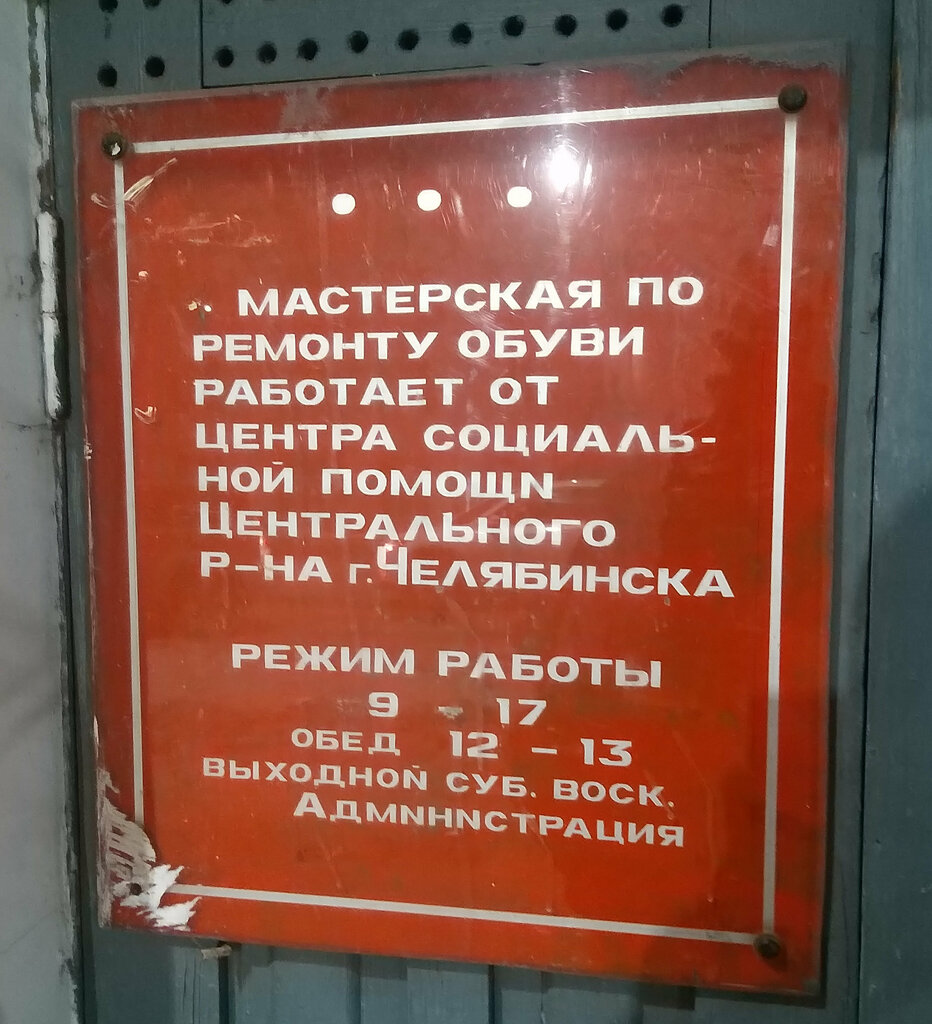 МАСТЕРСКАЯ ПО
РЕМОНТУ ОБУВИ
РАБОТАЕТ ОТ
ЦЕНТРА СОЦИАЛЬ-
НОЙ ПОМОЩИ
ЦЕНТРАЛЬНОГО
Р-НА г. ЧЕЛЯБИНСКА
РЕЖИМ РАБОТЫ
9 - 17
ОБЕД 12 - 13
ВЫХОДНОЙ СУБ. ВОСК.
АДМИНИСТРАЦИЯ